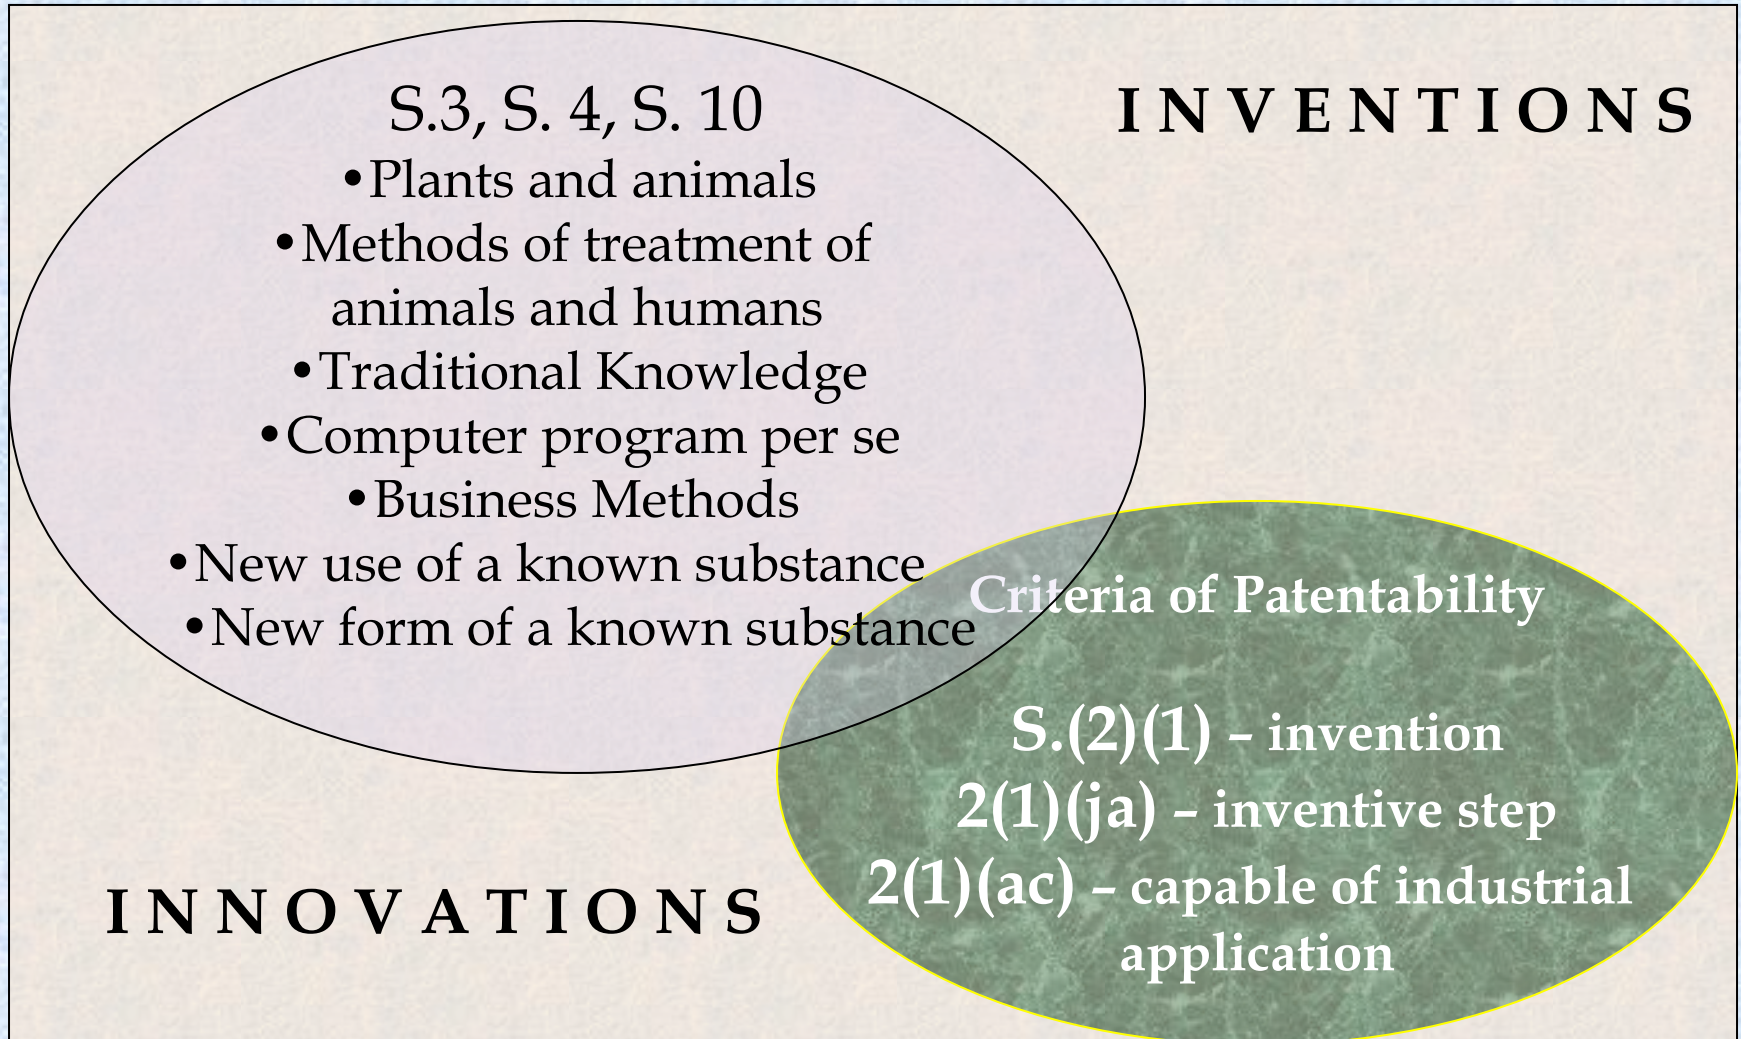 S.3, S. 4, S. 10
•Plants and animals
•Methods of treatment of
animals and humans
•Traditional Knowledge
•Computer program per se
•Business Methods
•New use of a known substance
•New form of a known substance
I N V E N T I O N S
Criteria of Patentability
S.(2)(1) – invention
2(1)(ja) – inventive step
2(1)(ac) – capable of industrial
application
I N N O V A T I O N S